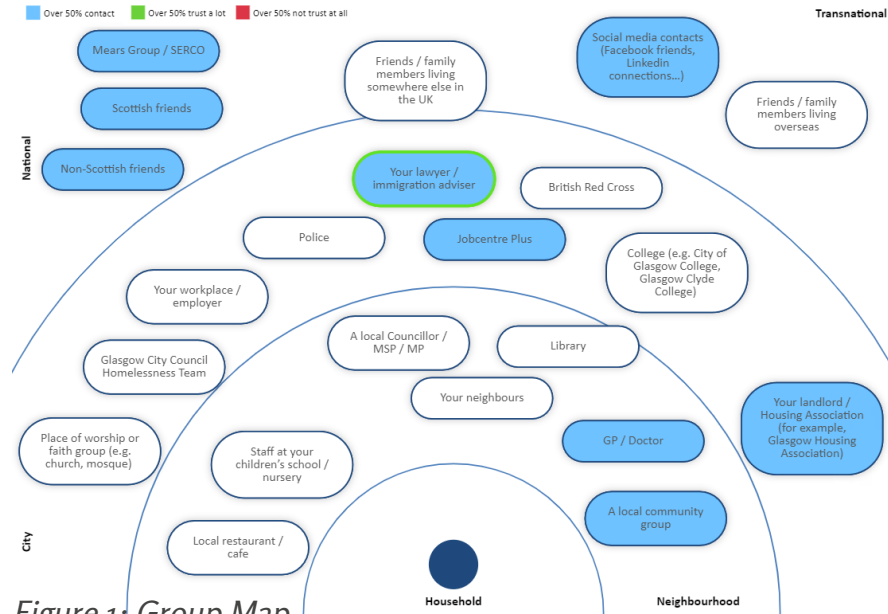 Over 50% contact
Over 50% trust a lot
Over 50% not trust at all
Transnational
Mears Group / SERCO
Scottish friends
Non-Scottish friends
National
Friends / family
members living
somewhere else in
the UK
Social media contacts
(Facebook friends,
Linkedin
connections...)
Friends / family
members living
overseas
Your lawyer /
immigration adviser
British Red Cross
Police
Jobcentre Plus
College (e.g. City of
Glasgow College,
Glasgow Clyde
College)
Your workplace /
employer
A local Councillor /
MSP / MP
Library
Glasgow City Council
Homelessness Team
Your neighbours
Your landlord /
Housing Association
(for example,
Glasgow Housing
Association)
Place of worship or
faith group (e.g.
church, mosque)
Staff at your
children's school /
nursery
GP / Doctor
A local community
group
Local restaurant /
cafe
City
Household
Neighbourhood
Figure 1: Group Map